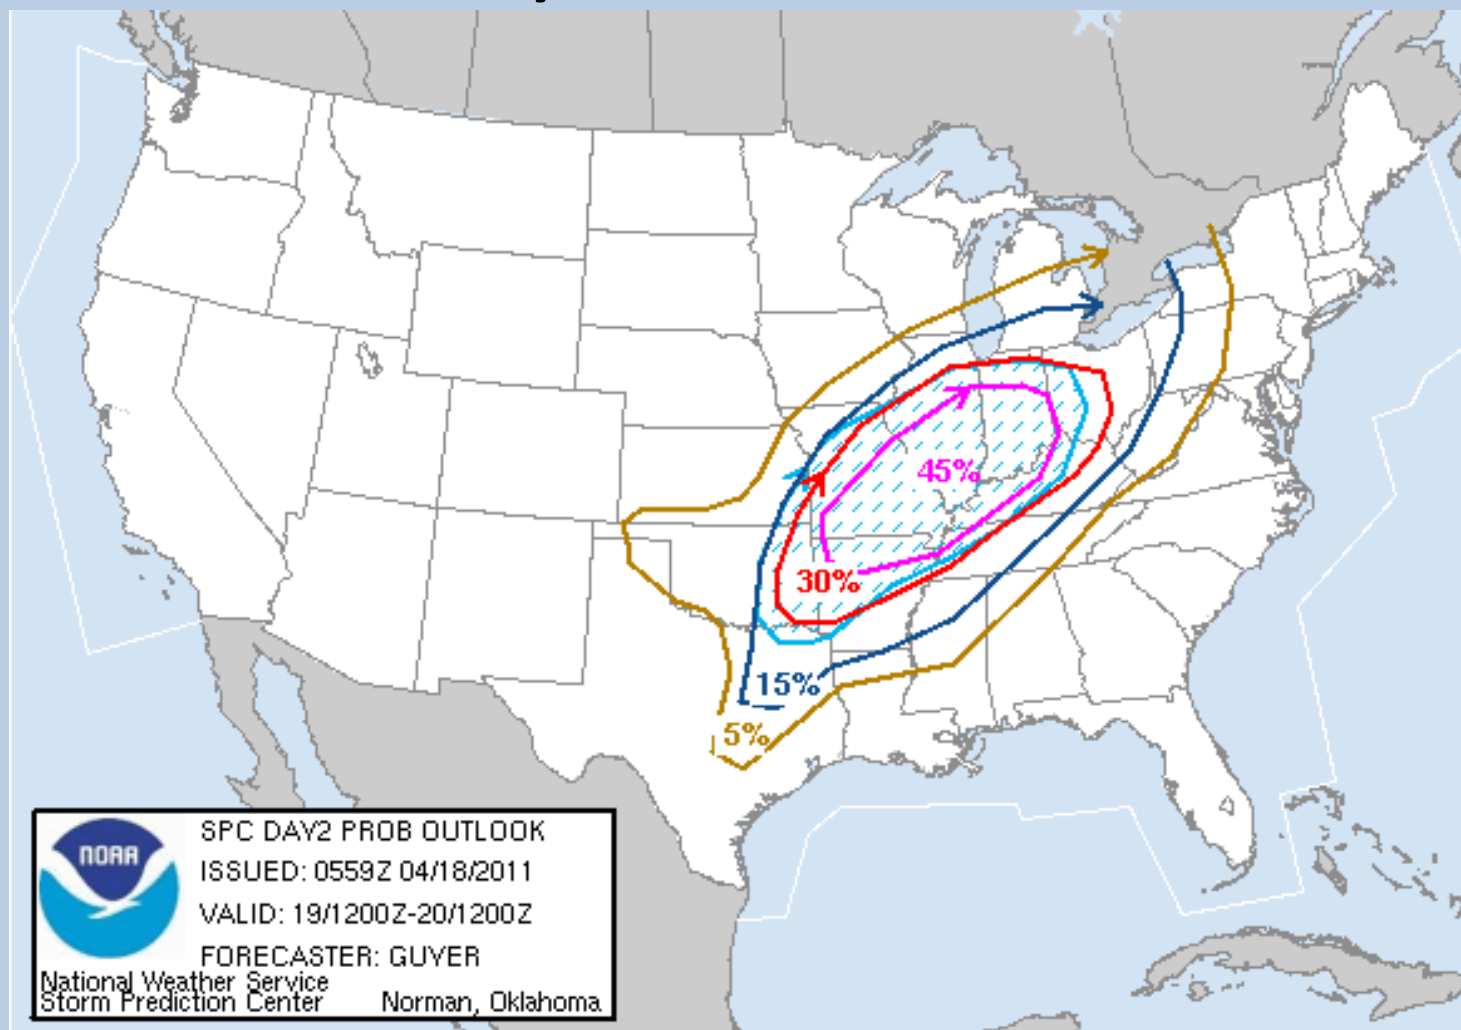 45%
30%
15%
5%
NOAA
SPC DAY2 PROB OUTLOOK
ISSUED: 0559Z 04/18/2011
VALID: 19/1200Z-20/1200Z
FORECASTER: GUYER
National Weather Service
Storm Prediction Center Norman, Oklahoma